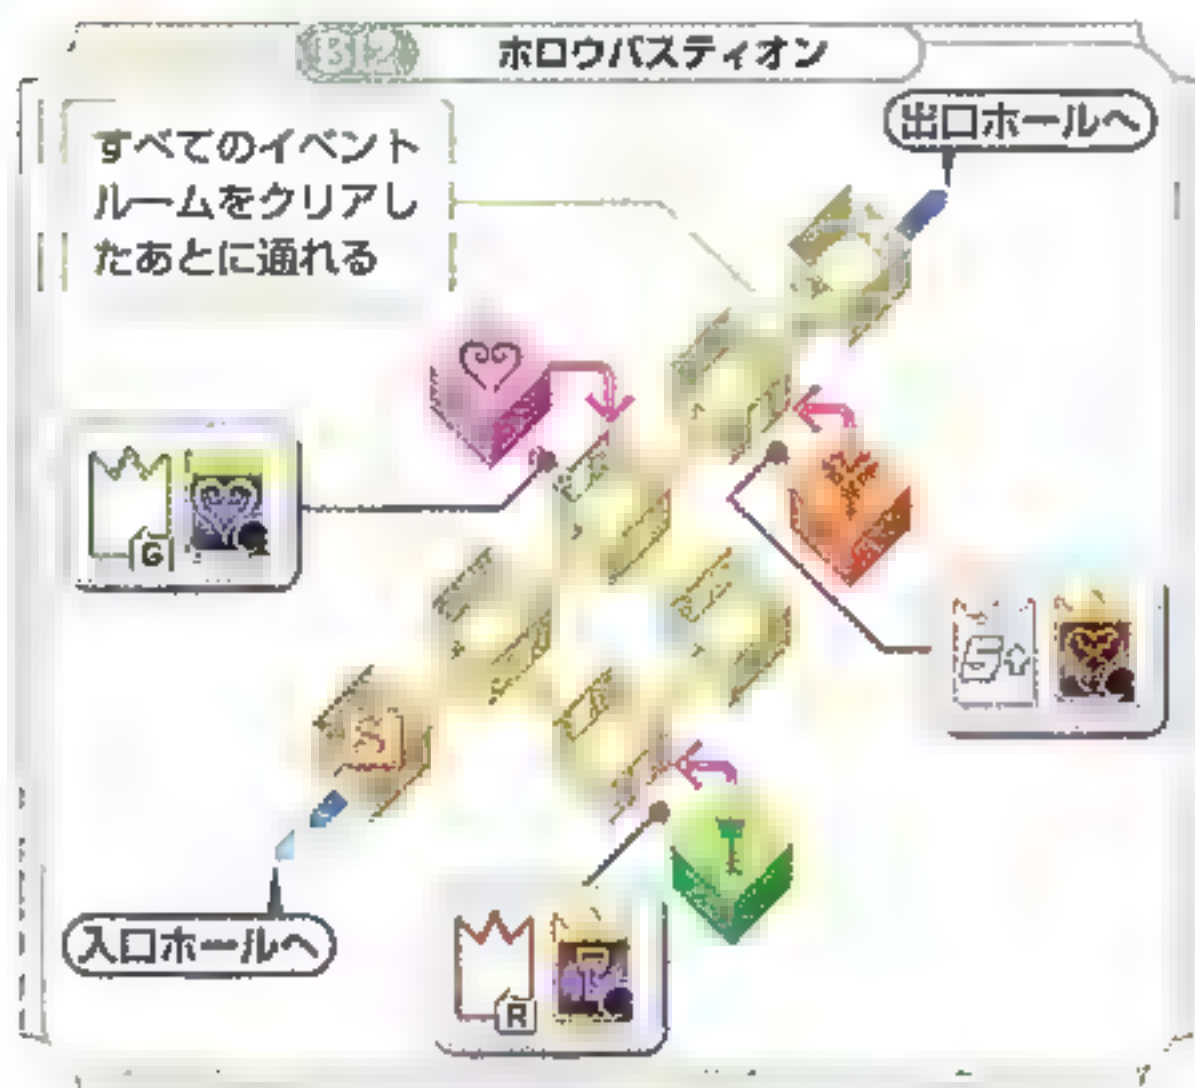 B12 ホロウバスティオン
出口ホールへ
すべてのイベント
ルームをクリアし
たあとに通れる
G
5
S
入口ホールへ
R